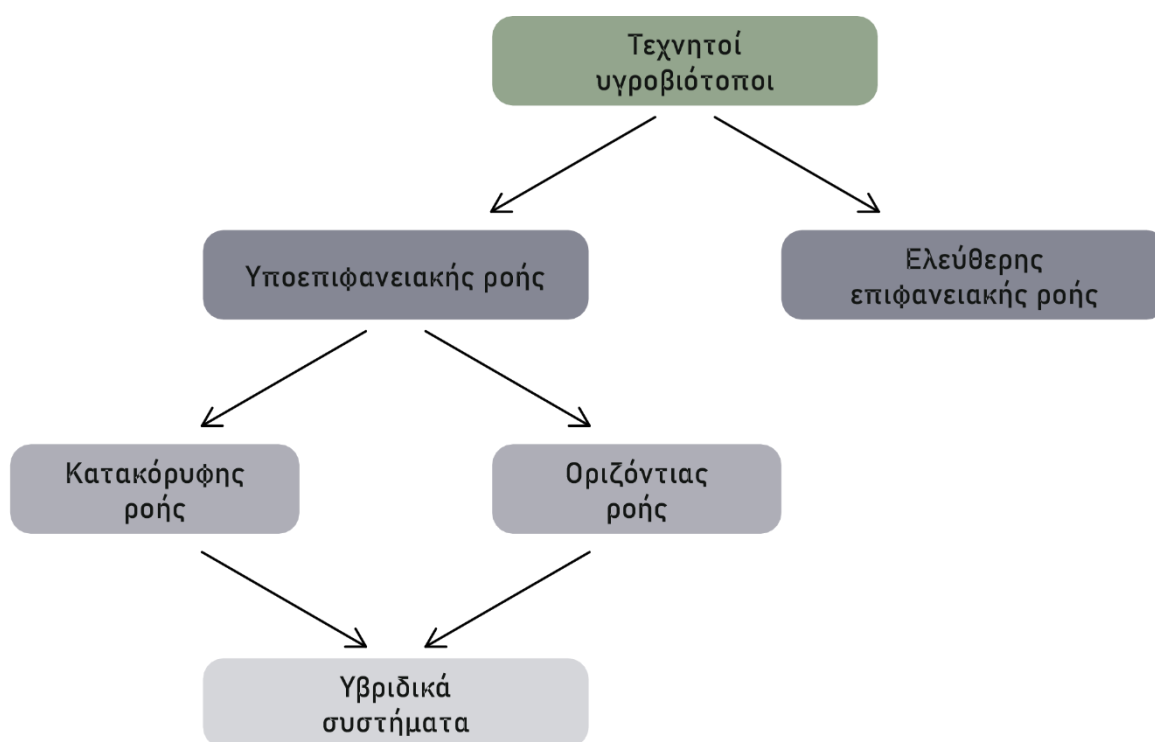 Τεχνητοί
υγροβιότοποι
Υποεπιφανειακής ροής
Ελεύθερης
επιφανειακής ροής
Κατακόρυφης
ροής
Οριζόντιας
ροής
Υβριδικά
συστήματα